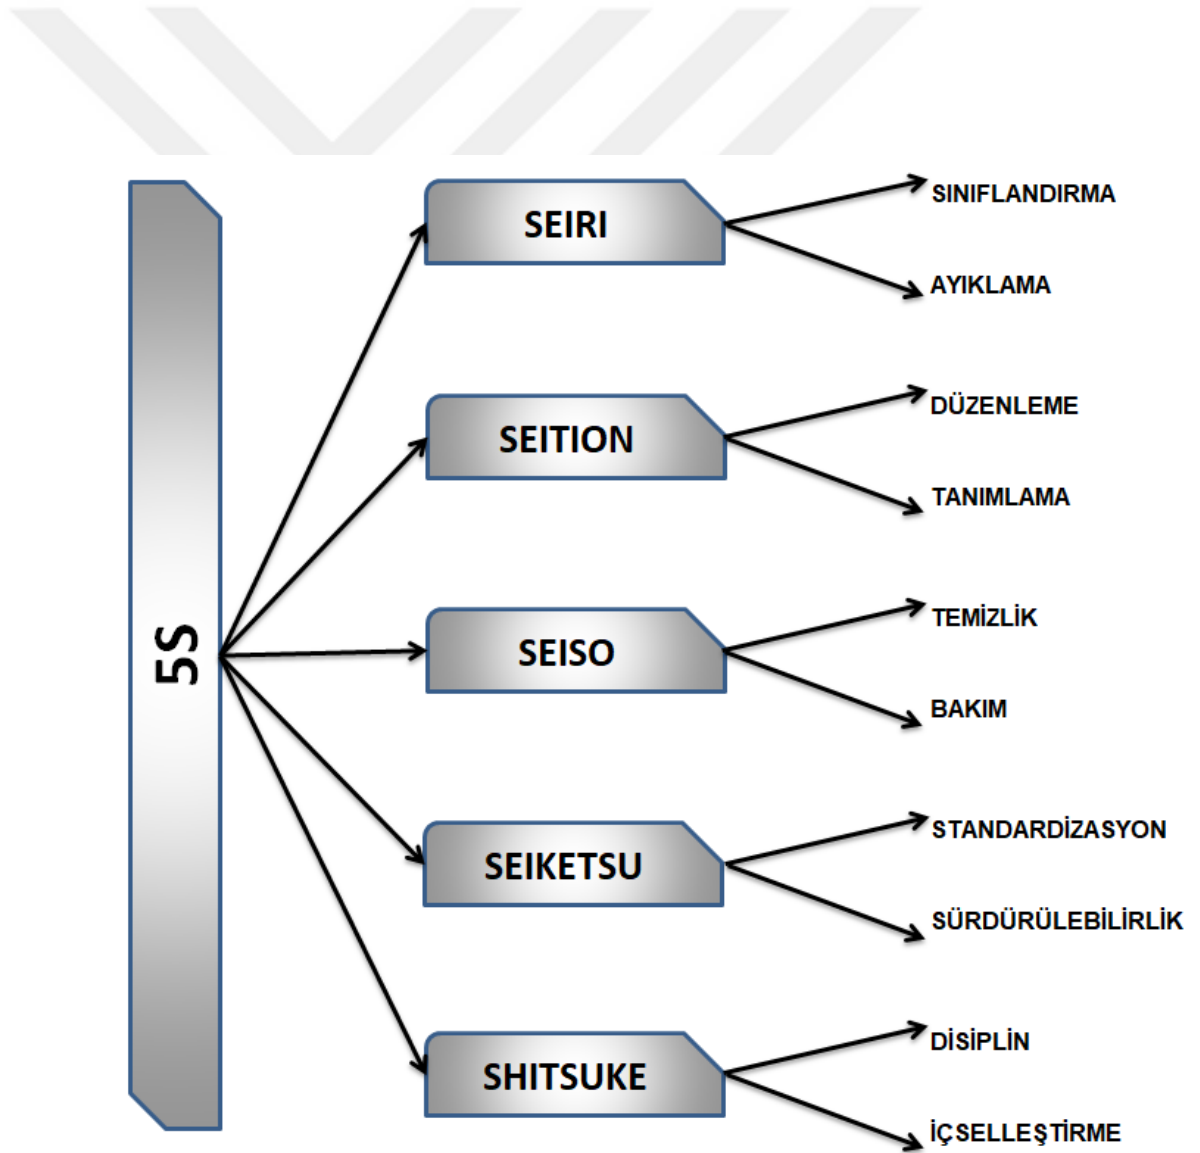 5S
SEIRI
SINIFLANDIRMA
AYIKLAMA
SEITION
DÜZENLEME
TANIMLAMA
SEISO
TEMİZLİK
BAKIM
SEIKETSU
STANDARDİZASYON
SÜRDÜRÜLEBİLİRLİK
SHITSUKE
DİSİPLİN
İÇSELLEŞTİRME